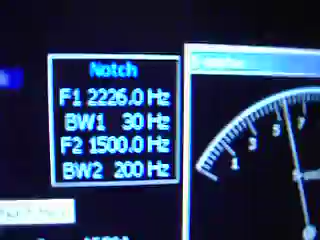 Notch
F1 2226.0 Hz
BW1 30 Hz
F2 1500.0 Hz
BW2 200 Hz
1
3
5
7